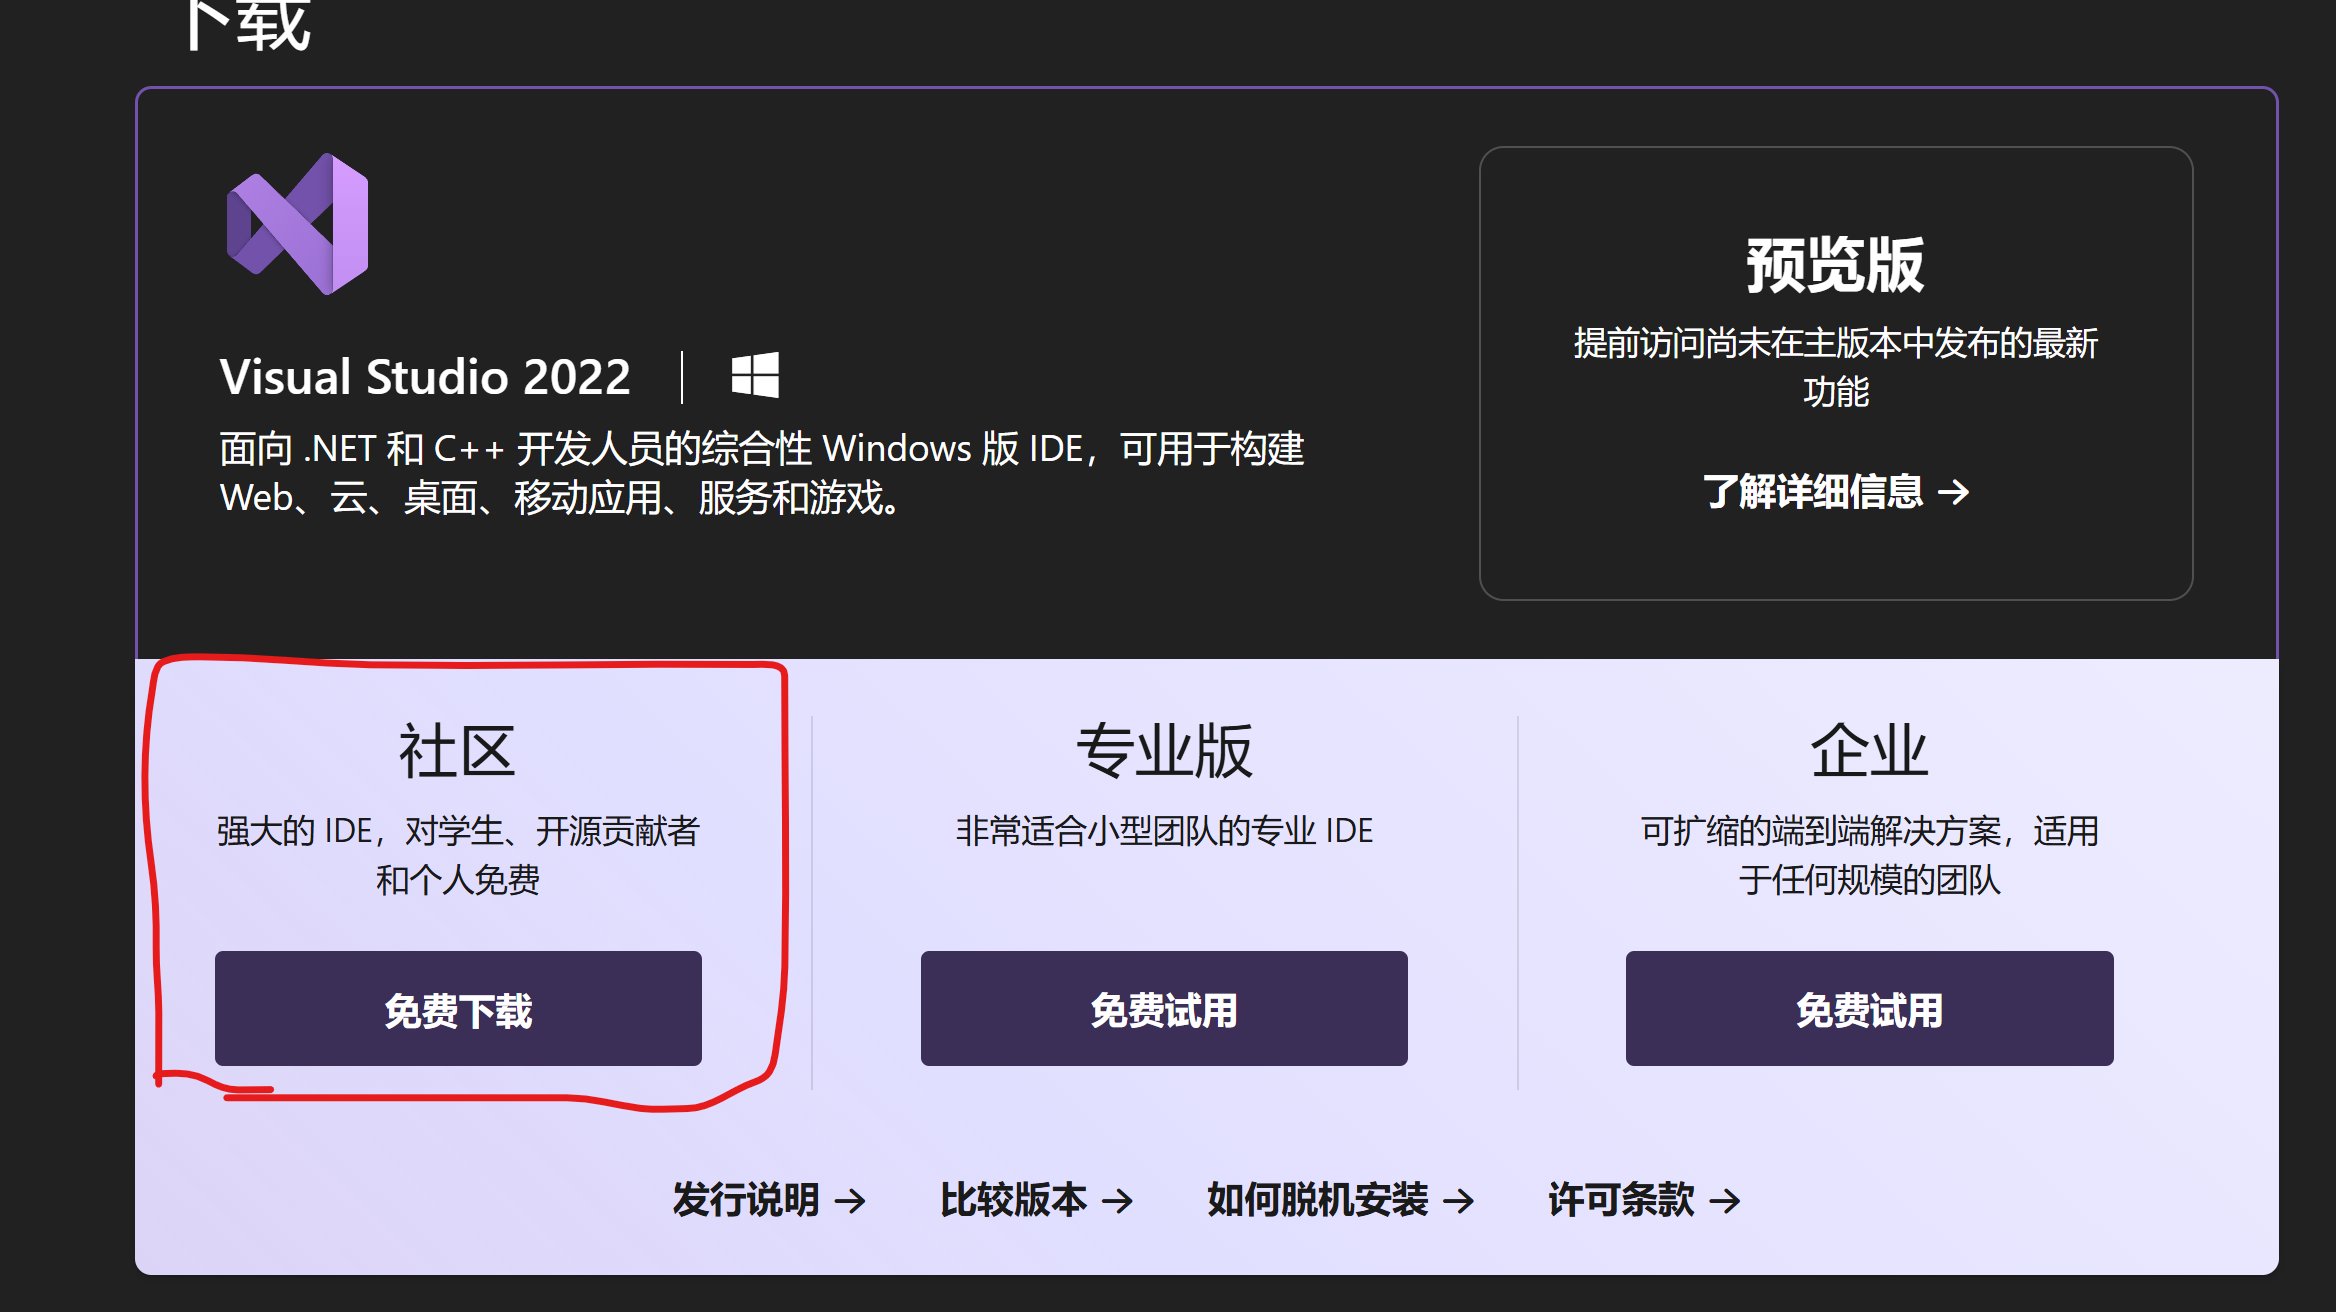 下载
Visual Studio 2022
面向 .NET 和 C++ 开发人员的综合性 Windows 版 IDE，可用于构建
Web、云、桌面、移动应用、服务和游戏。
预览版
提前访问尚未在主版本中发布的最新
功能
了解详细信息 →
社区
强大的 IDE，对学生、开源贡献者
和个人免费
免费下载
专业版
非常适合小型团队的专业 IDE
免费试用
企业
可扩缩的端到端解决方案，适用
于任何规模的团队
免费试用
发行说明 →
比较版本 →
如何脱机安装 →
许可条款 →